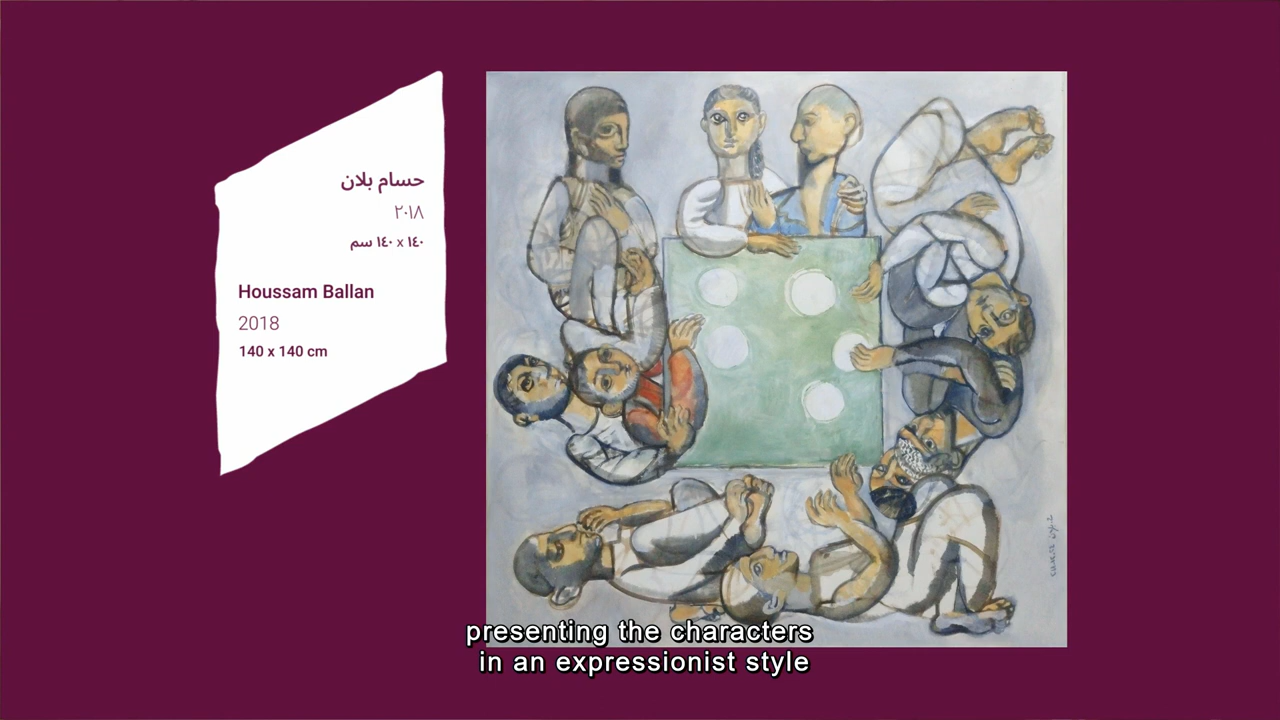 حسام بلان
٢٠١٨
١٤٠ x ١٤٠ سم
Houssam Ballan
2018
140 x 140 cm
presenting the characters
in an expressionist style